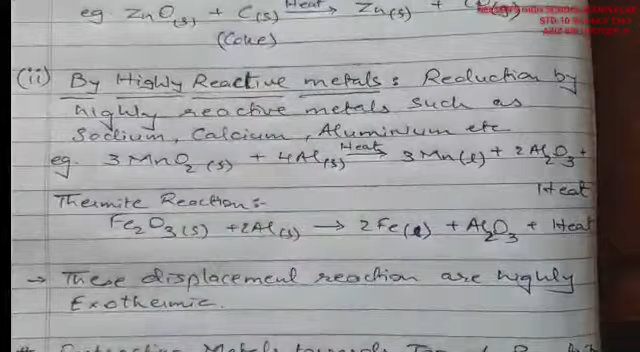 eg. ZnO(s) + C(s) Heat→ Zn(s) +
(Coke)
(ii) By Highly Reactive metals: Reduction by
highly reactive metals such as
Sodium, Calcium, Aluminium etc
eg. 3MnO2(s) + 4Al(s) Heat→ 3Mn(l) + 2Al2O3 +
Heat
Thermite Reaction:-
Fe2O3(s) + 2Al(s) → 2Fe(l) + Al2O3 + Heat
→ These displacement reaction are highly
Exothermic.